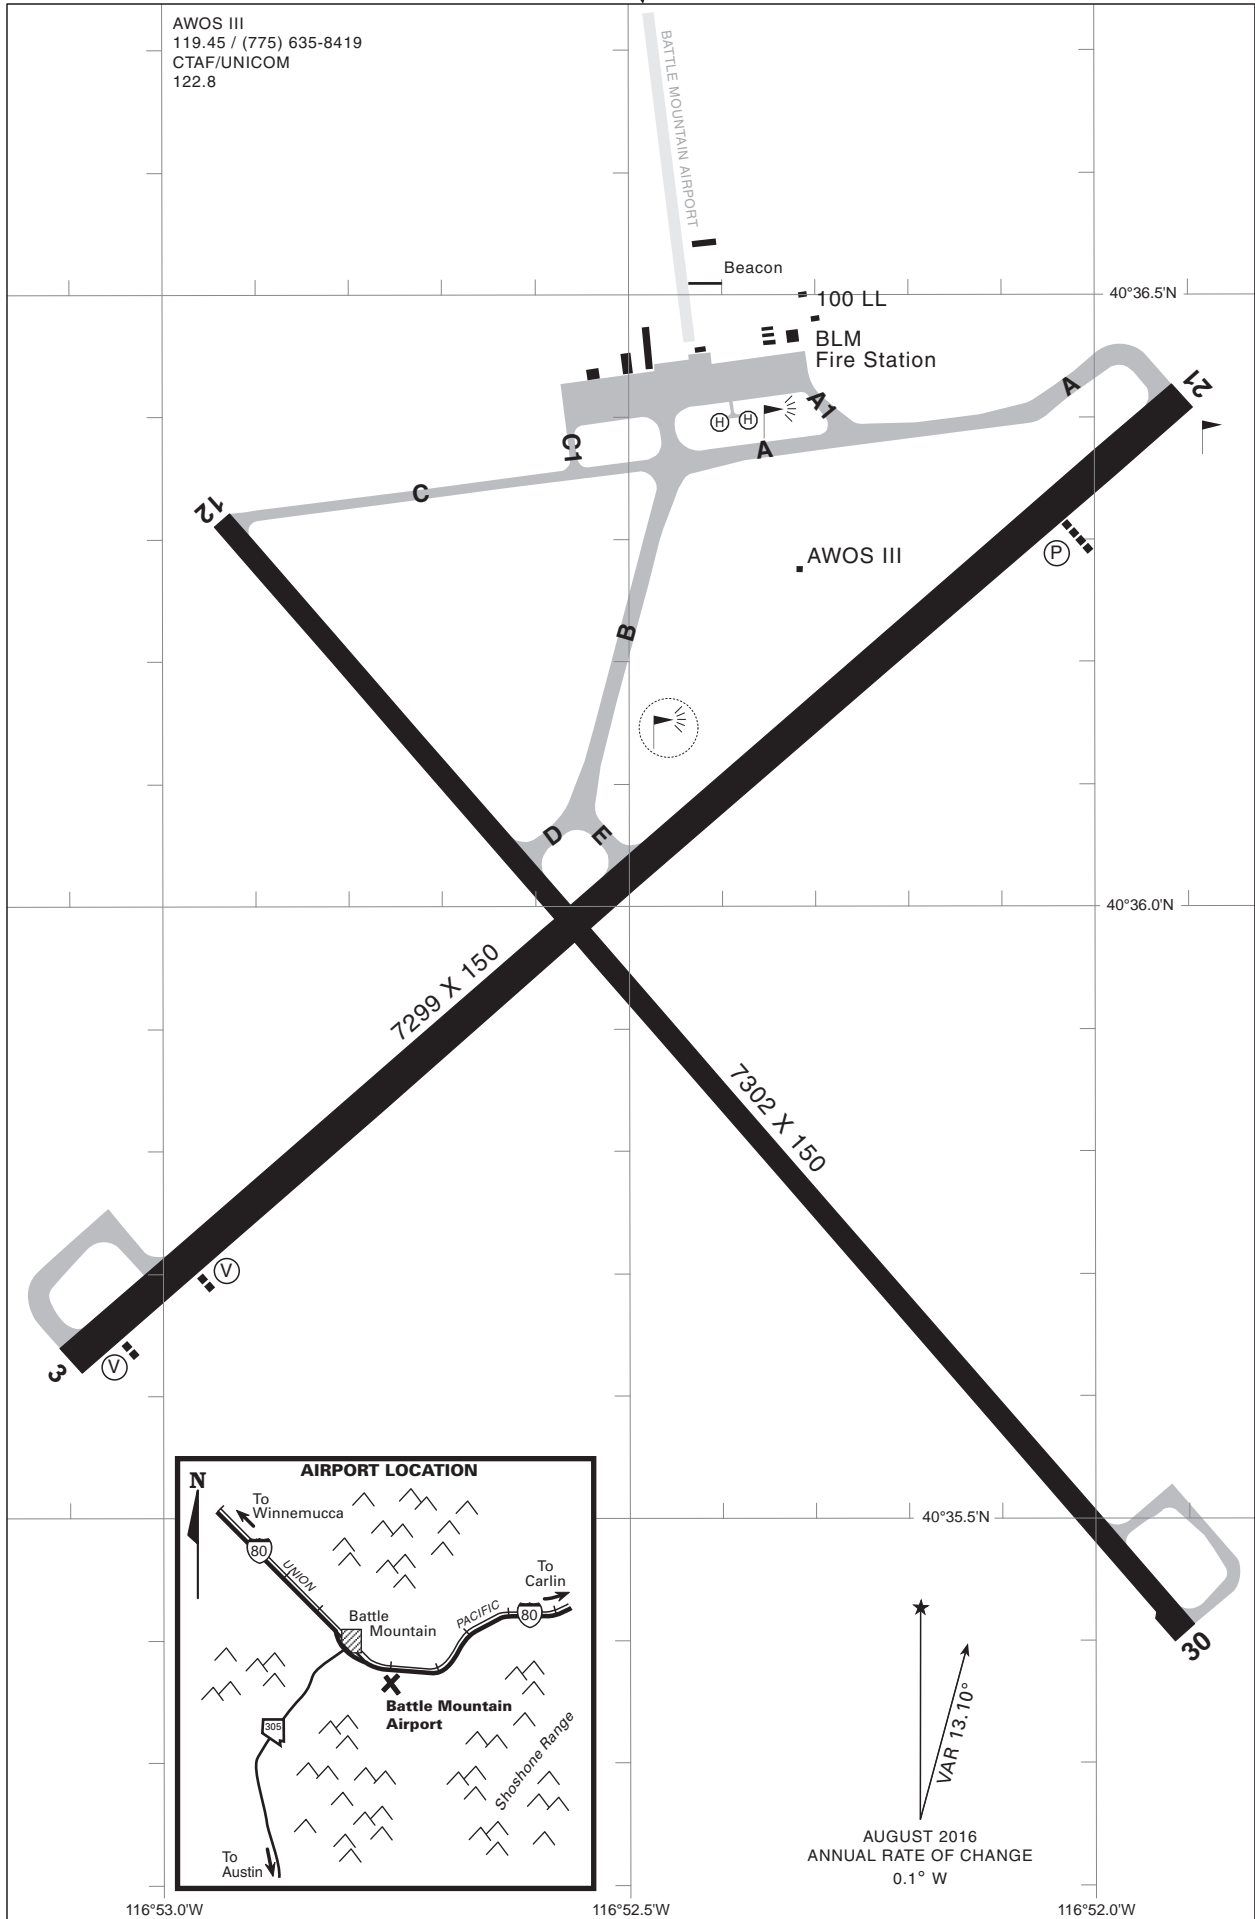 AWOS III
119.45 / (775) 635-8419
CTAF/UNICOM
122.8
BATTLE MOUNTAIN AIRPORT
Beacon
40°36.5'N
100 LL
BLM
Fire Station
A
21
A1
H H
C1
A
C
12
P
AWOS III
B
D
E
40°36.0'N
7299 X 150
7302 X 150
V
V
3
AIRPORT LOCATION
N
To
Winnemucca
80
UNION
To
Carlin
80
PACIFIC
Battle
Mountain
Battle Mountain
Airport
305
Shoshone Range
To
Austin
40°35.5'N
30
VAR 13.10°
AUGUST 2016
ANNUAL RATE OF CHANGE
0.1° W
116°53.0'W
116°52.5'W
116°52.0'W